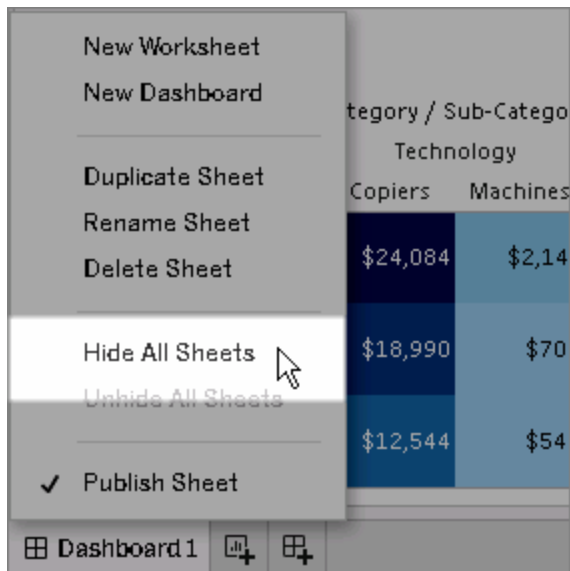 New Worksheet
New Dashboard
Duplicate Sheet
Rename Sheet
Delete Sheet
Hide All Sheets
Unhide All Sheets
✓ Publish Sheet
tegory / Sub-Catego
Technology
Copiers Machines
$24,084 $2,14
$18,990 $70
$12,544 $54
Dashboard 1